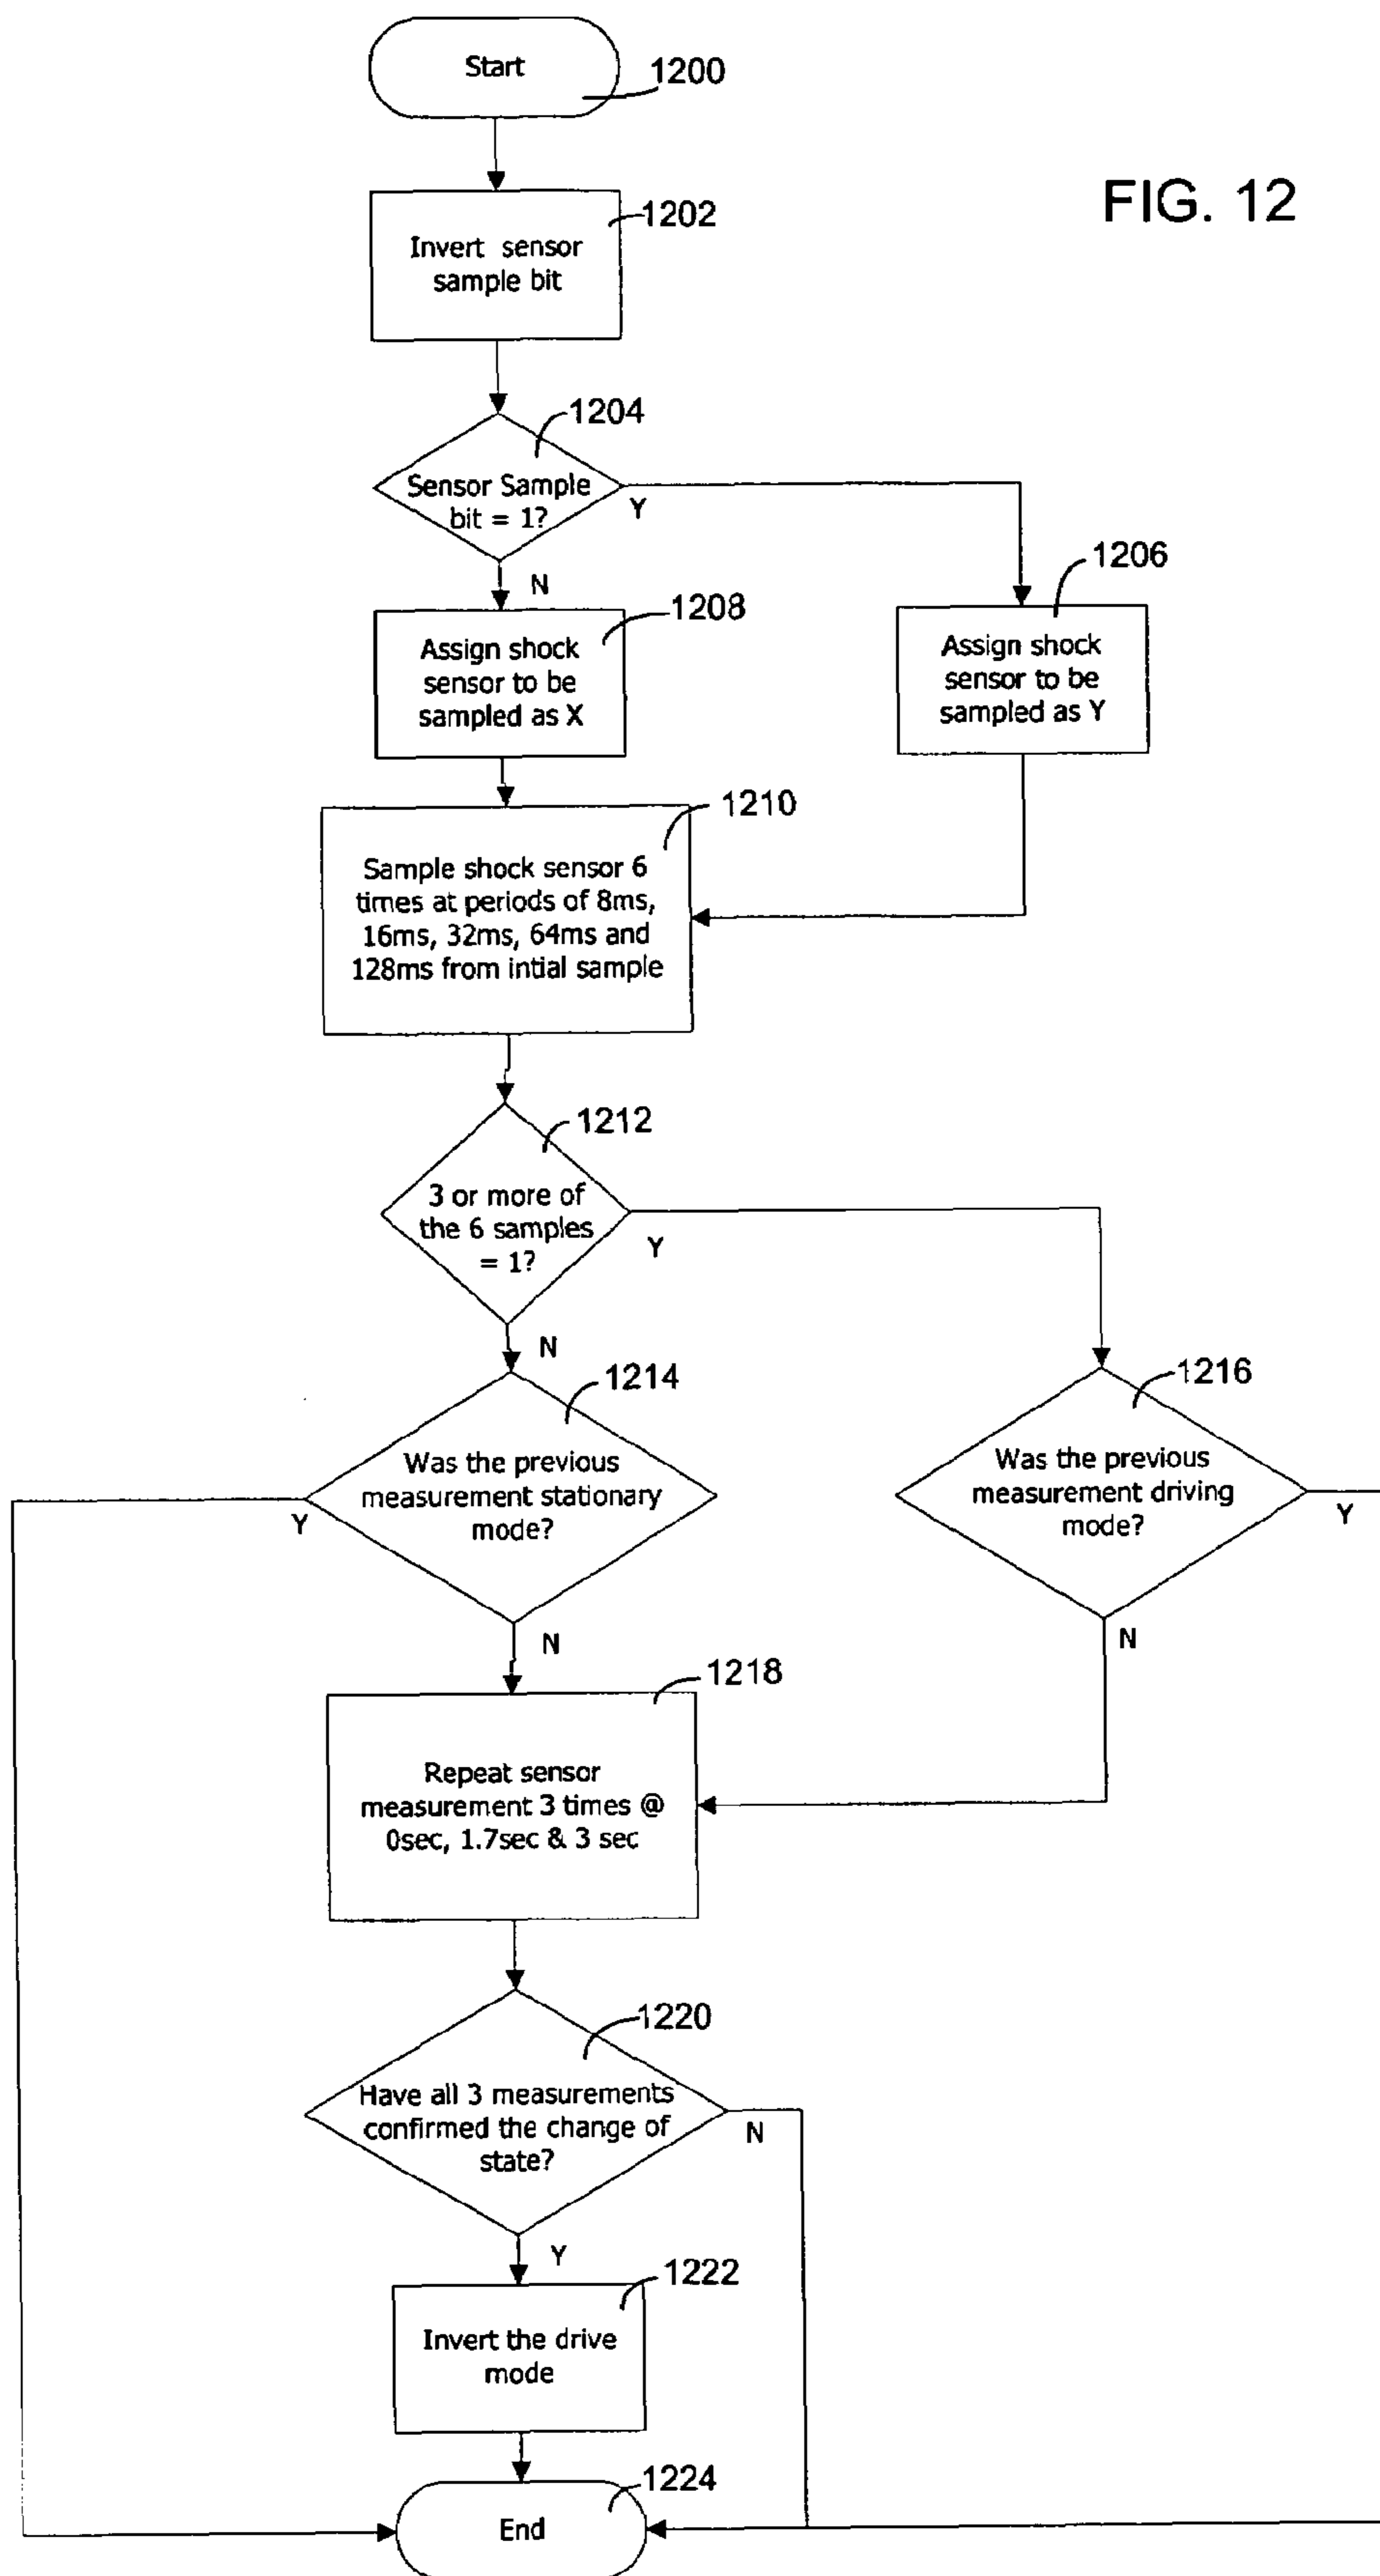 Start
1200
FIG. 12
1202
Invert sensor
sample bit
1204
Sensor Sample
bit = 1?
Y
N
1206
1208
Assign shock
sensor to be
sampled as X
Assign shock
sensor to be
sampled as Y
1210
Sample shock sensor 6
times at periods of 8ms,
16ms, 32ms, 64ms and
128ms from intial sample
1212
3 or more of
the 6 samples
= 1?
Y
N
1214
1216
Was the previous
measurement stationary
mode?
Y
Was the previous
measurement driving
mode?
Y
N
N
1218
Repeat sensor
measurement 3 times @
0sec, 1.7sec & 3 sec
1220
Have all 3 measurements
confirmed the change of
state?
N
Y
1222
Invert the drive
mode
1224
End